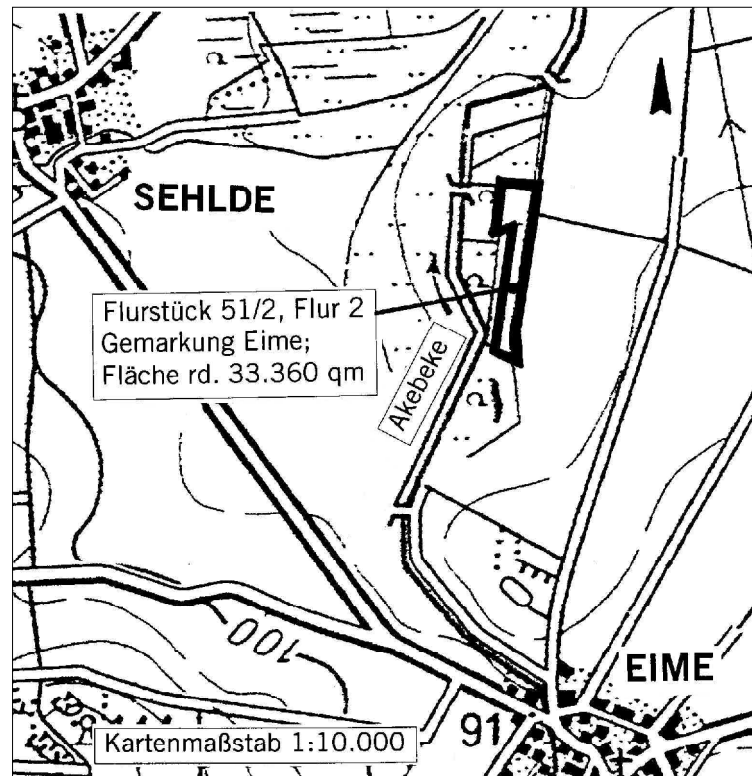 SEHLDE
Flurstück 51/2, Flur 2
Gemarkung Eime;
Fläche rd. 33.360 qm
Akebeke
100
EIME
91
Kartenmaßstab 1:10.000